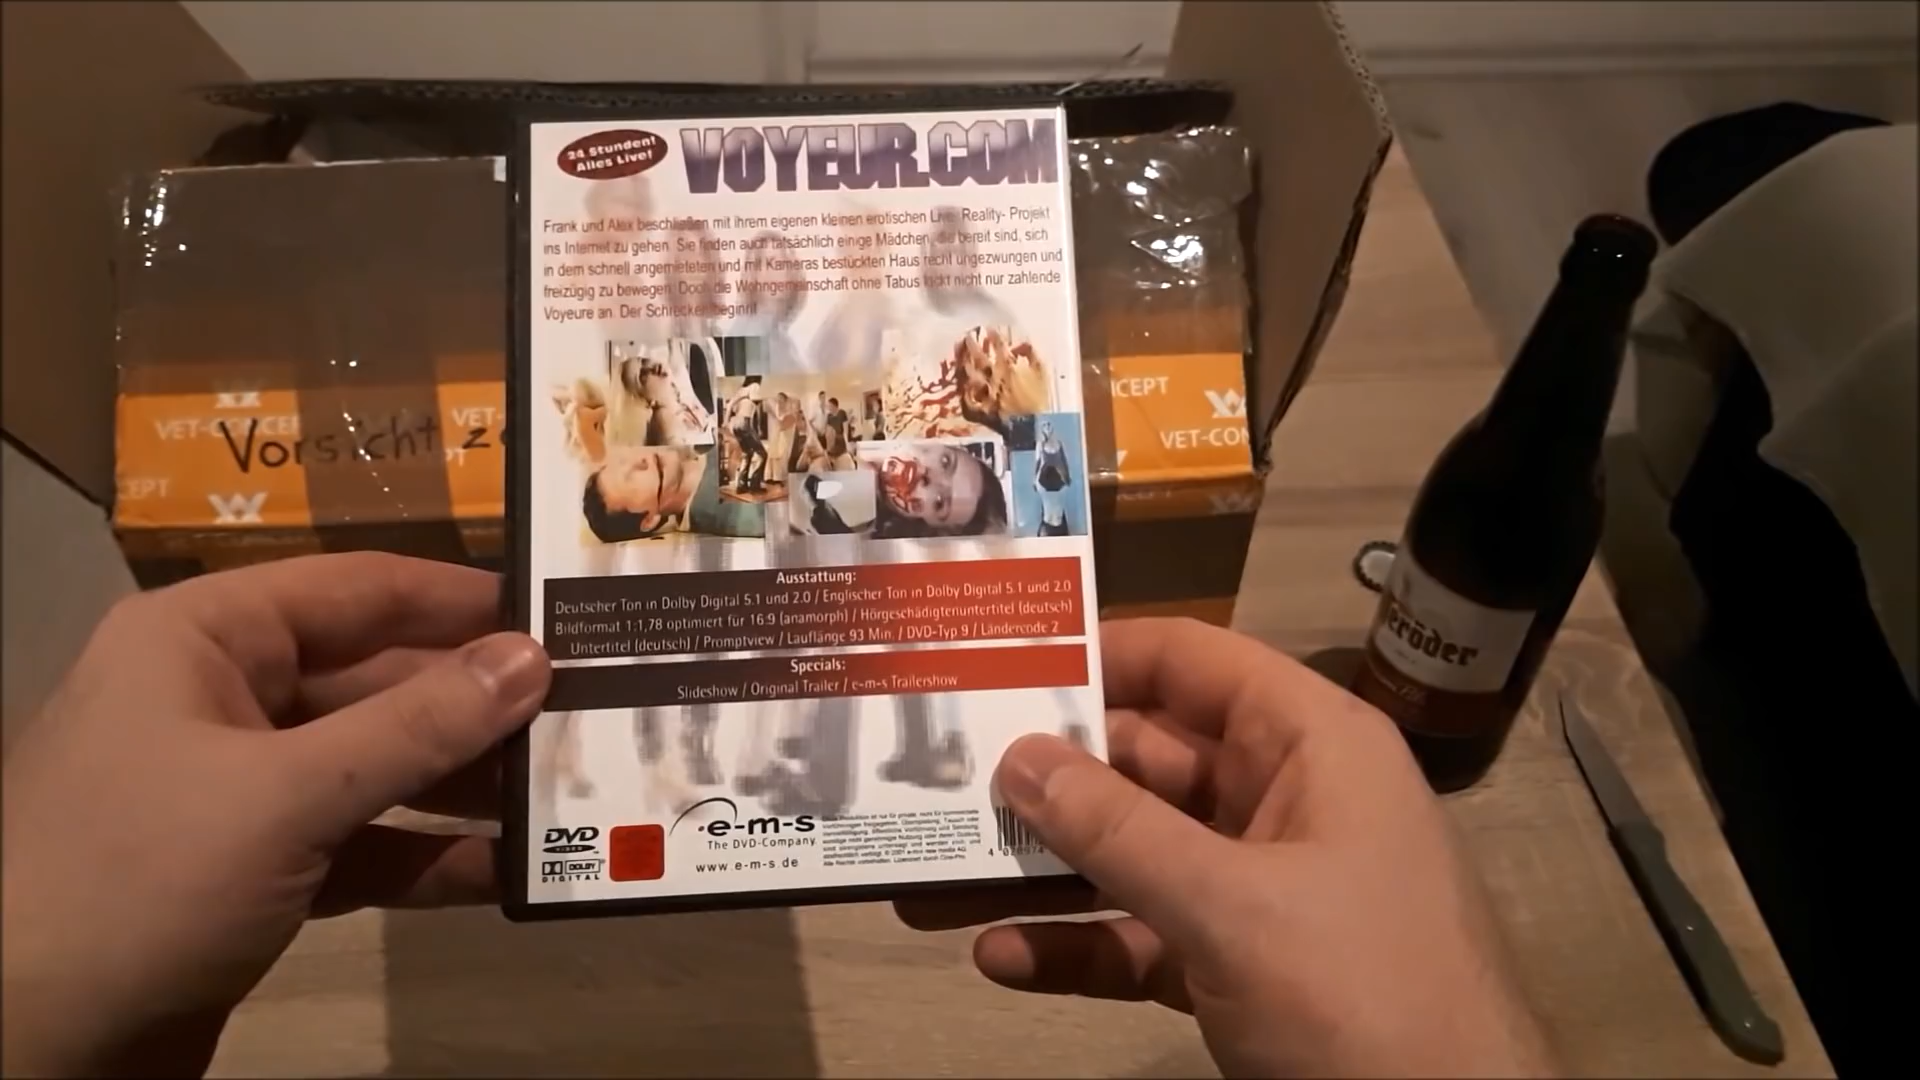 24 Stunden!
Alles Live!
VOYEUR.COM
Frank und Alex beschließen mit ihrem eigenen kleinen erotischen Live Reality- Projekt
ins Internet zu gehen. Sie finden auch tatsächlich einige Mädchen, die bereit sind, sich
in dem schnell angemieteten und mit Kameras bestückten Haus recht ungezwungen und
freizügig zu bewegen. Doch die Wohngemeinschaft ohne Tabus lockt nicht nur zahlende
Voyeure an. Der Schrecken beginnt!
VET-CONCEPT
VET-
Vorsicht
EPT
NCEPT
VET-CON
Ausstattung:
Deutscher Ton in Dolby Digital 5.1 und 2.0 / Englischer Ton in Dolby Digital 5.1 und 2.0
Bildformat 1:1,78 optimiert für 16:9 (anamorph) / Hörgeschädigtenuntertitel (deutsch)
Untertitel (deutsch) / Promptview / Lauflänge 93 Min. / DVD-Typ 9 / Ländercode 2
Specials:
Slideshow / Original Trailer / e-m-s Trailershow
eröder
DVD
VIDEO
DOLBY
DIGITAL
e-m-s
The DVD-Company
www.e-m-s.de